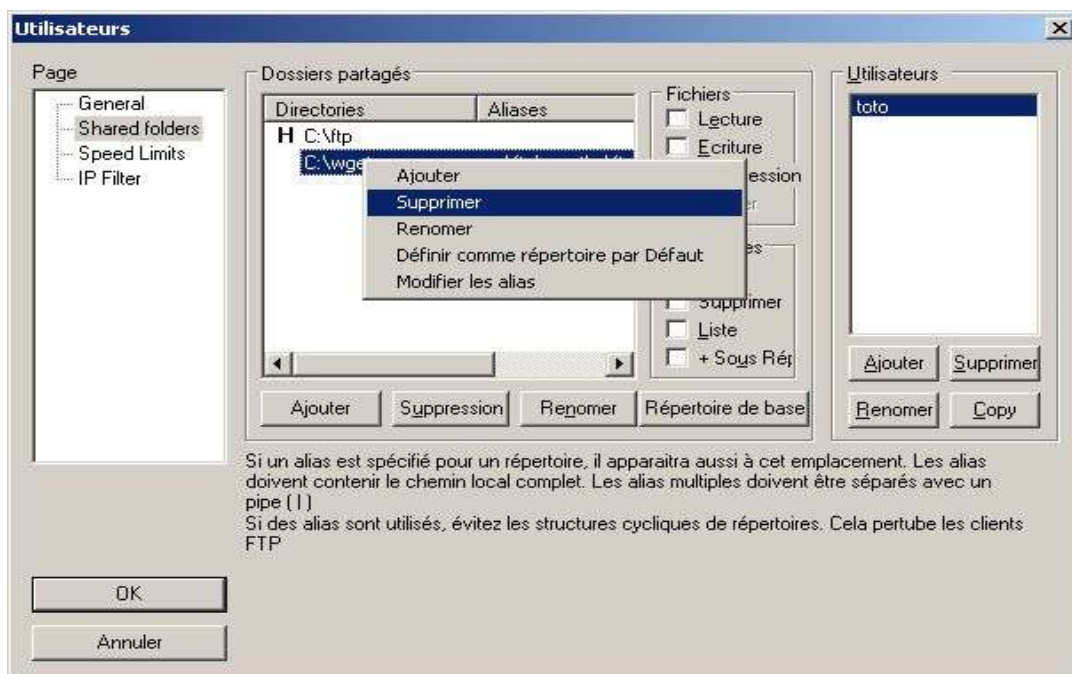 Utilisateurs
Page
General
Shared folders
Speed Limits
IP Filter
Dossiers partagés
Directories Aliases
H C:\ftp
C:\wget
Ajouter
Supprimer
Renomer
Définir comme répertoire par Défaut
Modifier les alias
Fichiers
Lecture
Ecriture
Supprimer
Liste
+ Sous Rép
Ajouter Suppression Renomer Répertoire de base
Utilisateurs
toto
Ajouter Supprimer
Renomer Copy
Si un alias est spécifié pour un répertoire, il apparaitra aussi à cet emplacement. Les alias
doivent contenir le chemin local complet. Les alias multiples doivent être séparés avec un
pipe ( | )
Si des alias sont utilisés, évitez les structures cycliques de répertoires. Cela pertube les clients
FTP
OK
Annuler